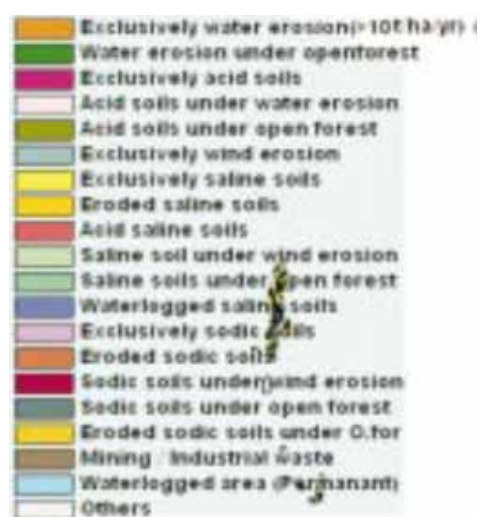 Exclusively water erosion(>10t ha/yr)
Water erosion under openforest
Exclusively acid soils
Acid soils under water erosion
Acid soils under open forest
Exclusively wind erosion
Exclusively saline soils
Eroded saline soils
Acid saline soils
Saline soil under wind erosion
Saline soils under open forest
Waterlogged saline soils
Exclusively sodic soils
Eroded sodic soils
Sodic soils under wind erosion
Sodic soils under open forest
Eroded sodic soils under O.for
Mining / Industrial waste
Waterlogged area (Permanant)
Others